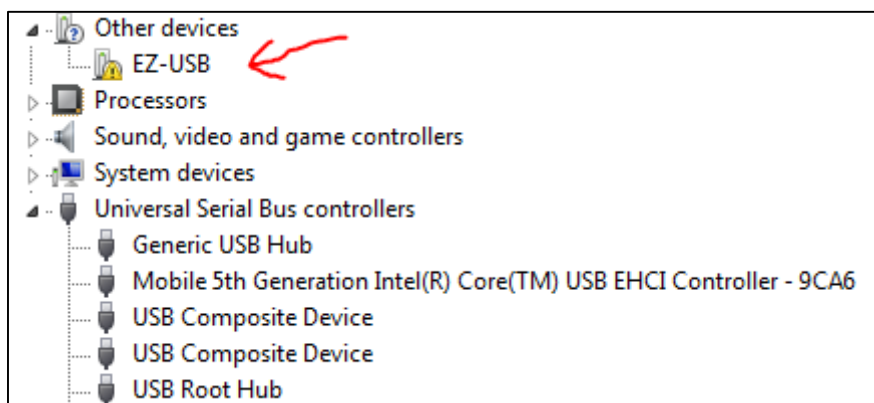 Other devices
EZ-USB
Processors
Sound, video and game controllers
System devices
Universal Serial Bus controllers
Generic USB Hub
Mobile 5th Generation Intel(R) Core(TM) USB EHCI Controller - 9CA6
USB Composite Device
USB Composite Device
USB Root Hub